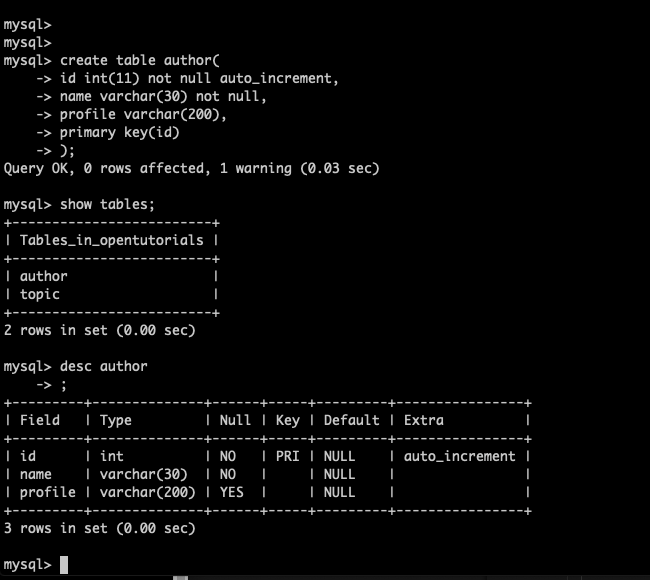 mysql>
mysql>
mysql> create table author(
    -> id int(11) not null auto_increment,
    -> name varchar(30) not null,
    -> profile varchar(200),
    -> primary key(id)
    -> );
Query OK, 0 rows affected, 1 warning (0.03 sec)

mysql> show tables;
+-------------------------+
| Tables_in_opentutorials |
+-------------------------+
| author                  |
| topic                   |
+-------------------------+
2 rows in set (0.00 sec)

mysql> desc author
    -> ;
+---------+--------------+------+-----+---------+----------------+
| Field   | Type         | Null | Key | Default | Extra          |
+---------+--------------+------+-----+---------+----------------+
| id      | int          | NO   | PRI | NULL    | auto_increment |
| name    | varchar(30)  | NO   |     | NULL    |                |
| profile | varchar(200) | YES  |     | NULL    |                |
+---------+--------------+------+-----+---------+----------------+
3 rows in set (0.00 sec)

mysql>